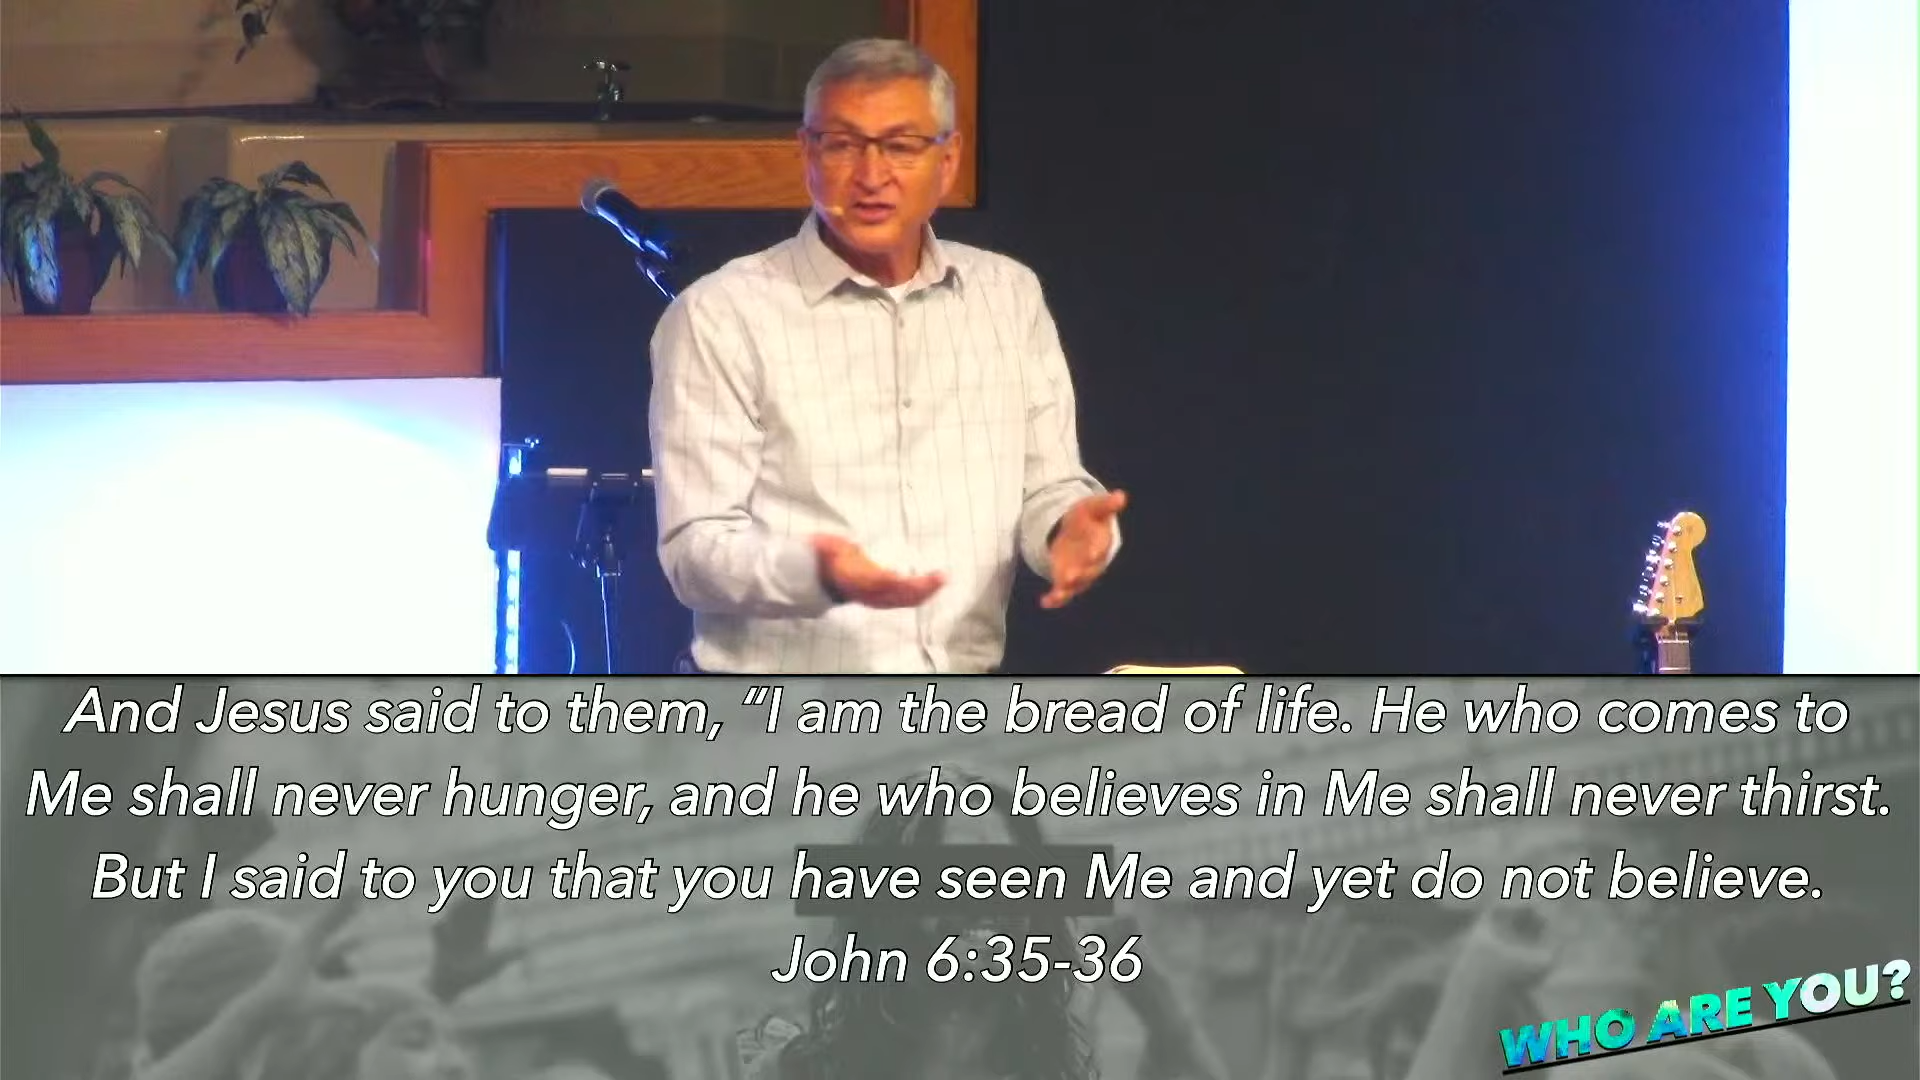 And Jesus said to them, “I am the bread of life. He who comes to
Me shall never hunger, and he who believes in Me shall never thirst.
But I said to you that you have seen Me and yet do not believe.
John 6:35-36
WHO ARE YOU?